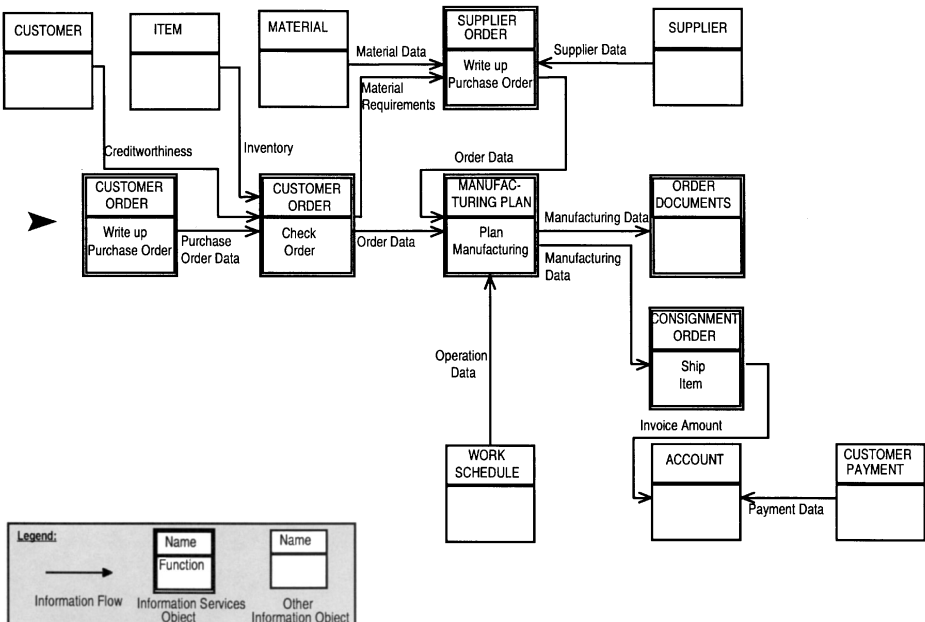 CUSTOMER
ITEM
MATERIAL
SUPPLIER
ORDER
Write up
Purchase Order
SUPPLIER
Material Data
Supplier Data
Material
Requirements
Creditworthiness
Inventory
Order Data
CUSTOMER
ORDER
Write up
Purchase Order
Purchase
Order Data
CUSTOMER
ORDER
Check
Order
Order Data
MANUFAC-
TURING PLAN
Plan
Manufacturing
Manufacturing Data
Manufacturing
Data
ORDER
DOCUMENTS
CONSIGNMENT
ORDER
Ship
Item
Operation
Data
Invoice Amount
WORK
SCHEDULE
ACCOUNT
CUSTOMER
PAYMENT
Payment Data
Legend:
Name
Function
Name
Information Flow
Information Services
Object
Other
Information Object